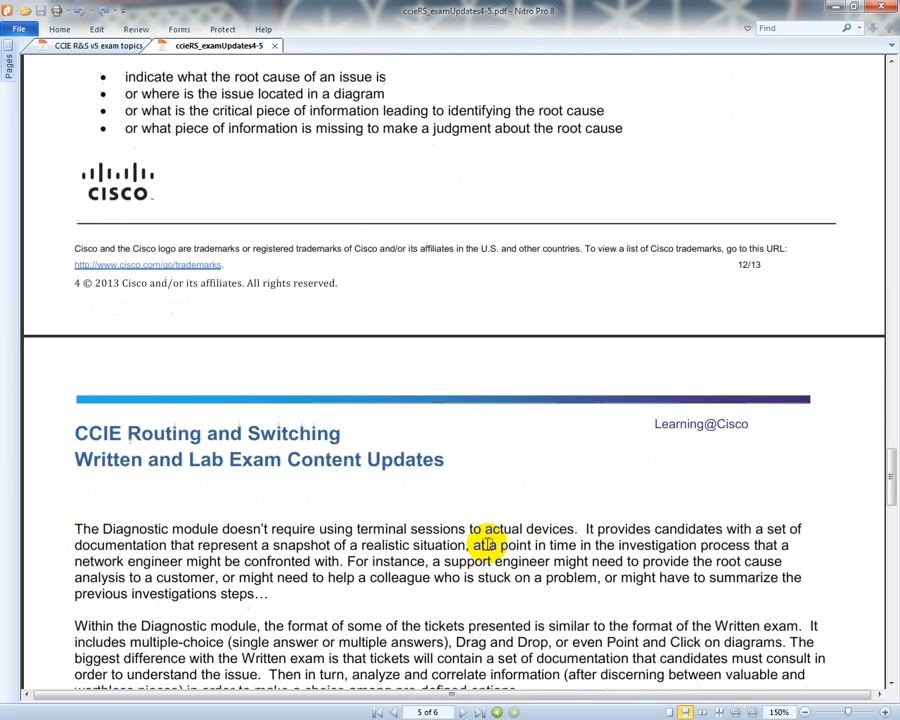 ccieRS_examUpdates4-5.pdf - Nitro Pro 8
File Home Edit Review Forms Protect Help Find
CCIE R&S v5 exam topics ccieRS_examUpdates4-5
Pages
• indicate what the root cause of an issue is
• or where is the issue located in a diagram
• or what is the critical piece of information leading to identifying the root cause
• or what piece of information is missing to make a judgment about the root cause
CISCO
Cisco and the Cisco logo are trademarks or registered trademarks of Cisco and/or its affiliates in the U.S. and other countries. To view a list of Cisco trademarks, go to this URL:
http://www.cisco.com/go/trademarks. 12/13
4 © 2013 Cisco and/or its affiliates. All rights reserved.
Learning@Cisco
CCIE Routing and Switching
Written and Lab Exam Content Updates
The Diagnostic module doesn't require using terminal sessions to actual devices. It provides candidates with a set of
documentation that represent a snapshot of a realistic situation, at a point in time in the investigation process that a
network engineer might be confronted with. For instance, a support engineer might need to provide the root cause
analysis to a customer, or might need to help a colleague who is stuck on a problem, or might have to summarize the
previous investigations steps…
Within the Diagnostic module, the format of some of the tickets presented is similar to the format of the Written exam. It
includes multiple-choice (single answer or multiple answers), Drag and Drop, or even Point and Click on diagrams. The
biggest difference with the Written exam is that tickets will contain a set of documentation that candidates must consult in
order to understand the issue. Then in turn, analyze and correlate information (after discerning between valuable and
worthless pieces) in order to make a choice among pre-defined options.
5 of 6 150%